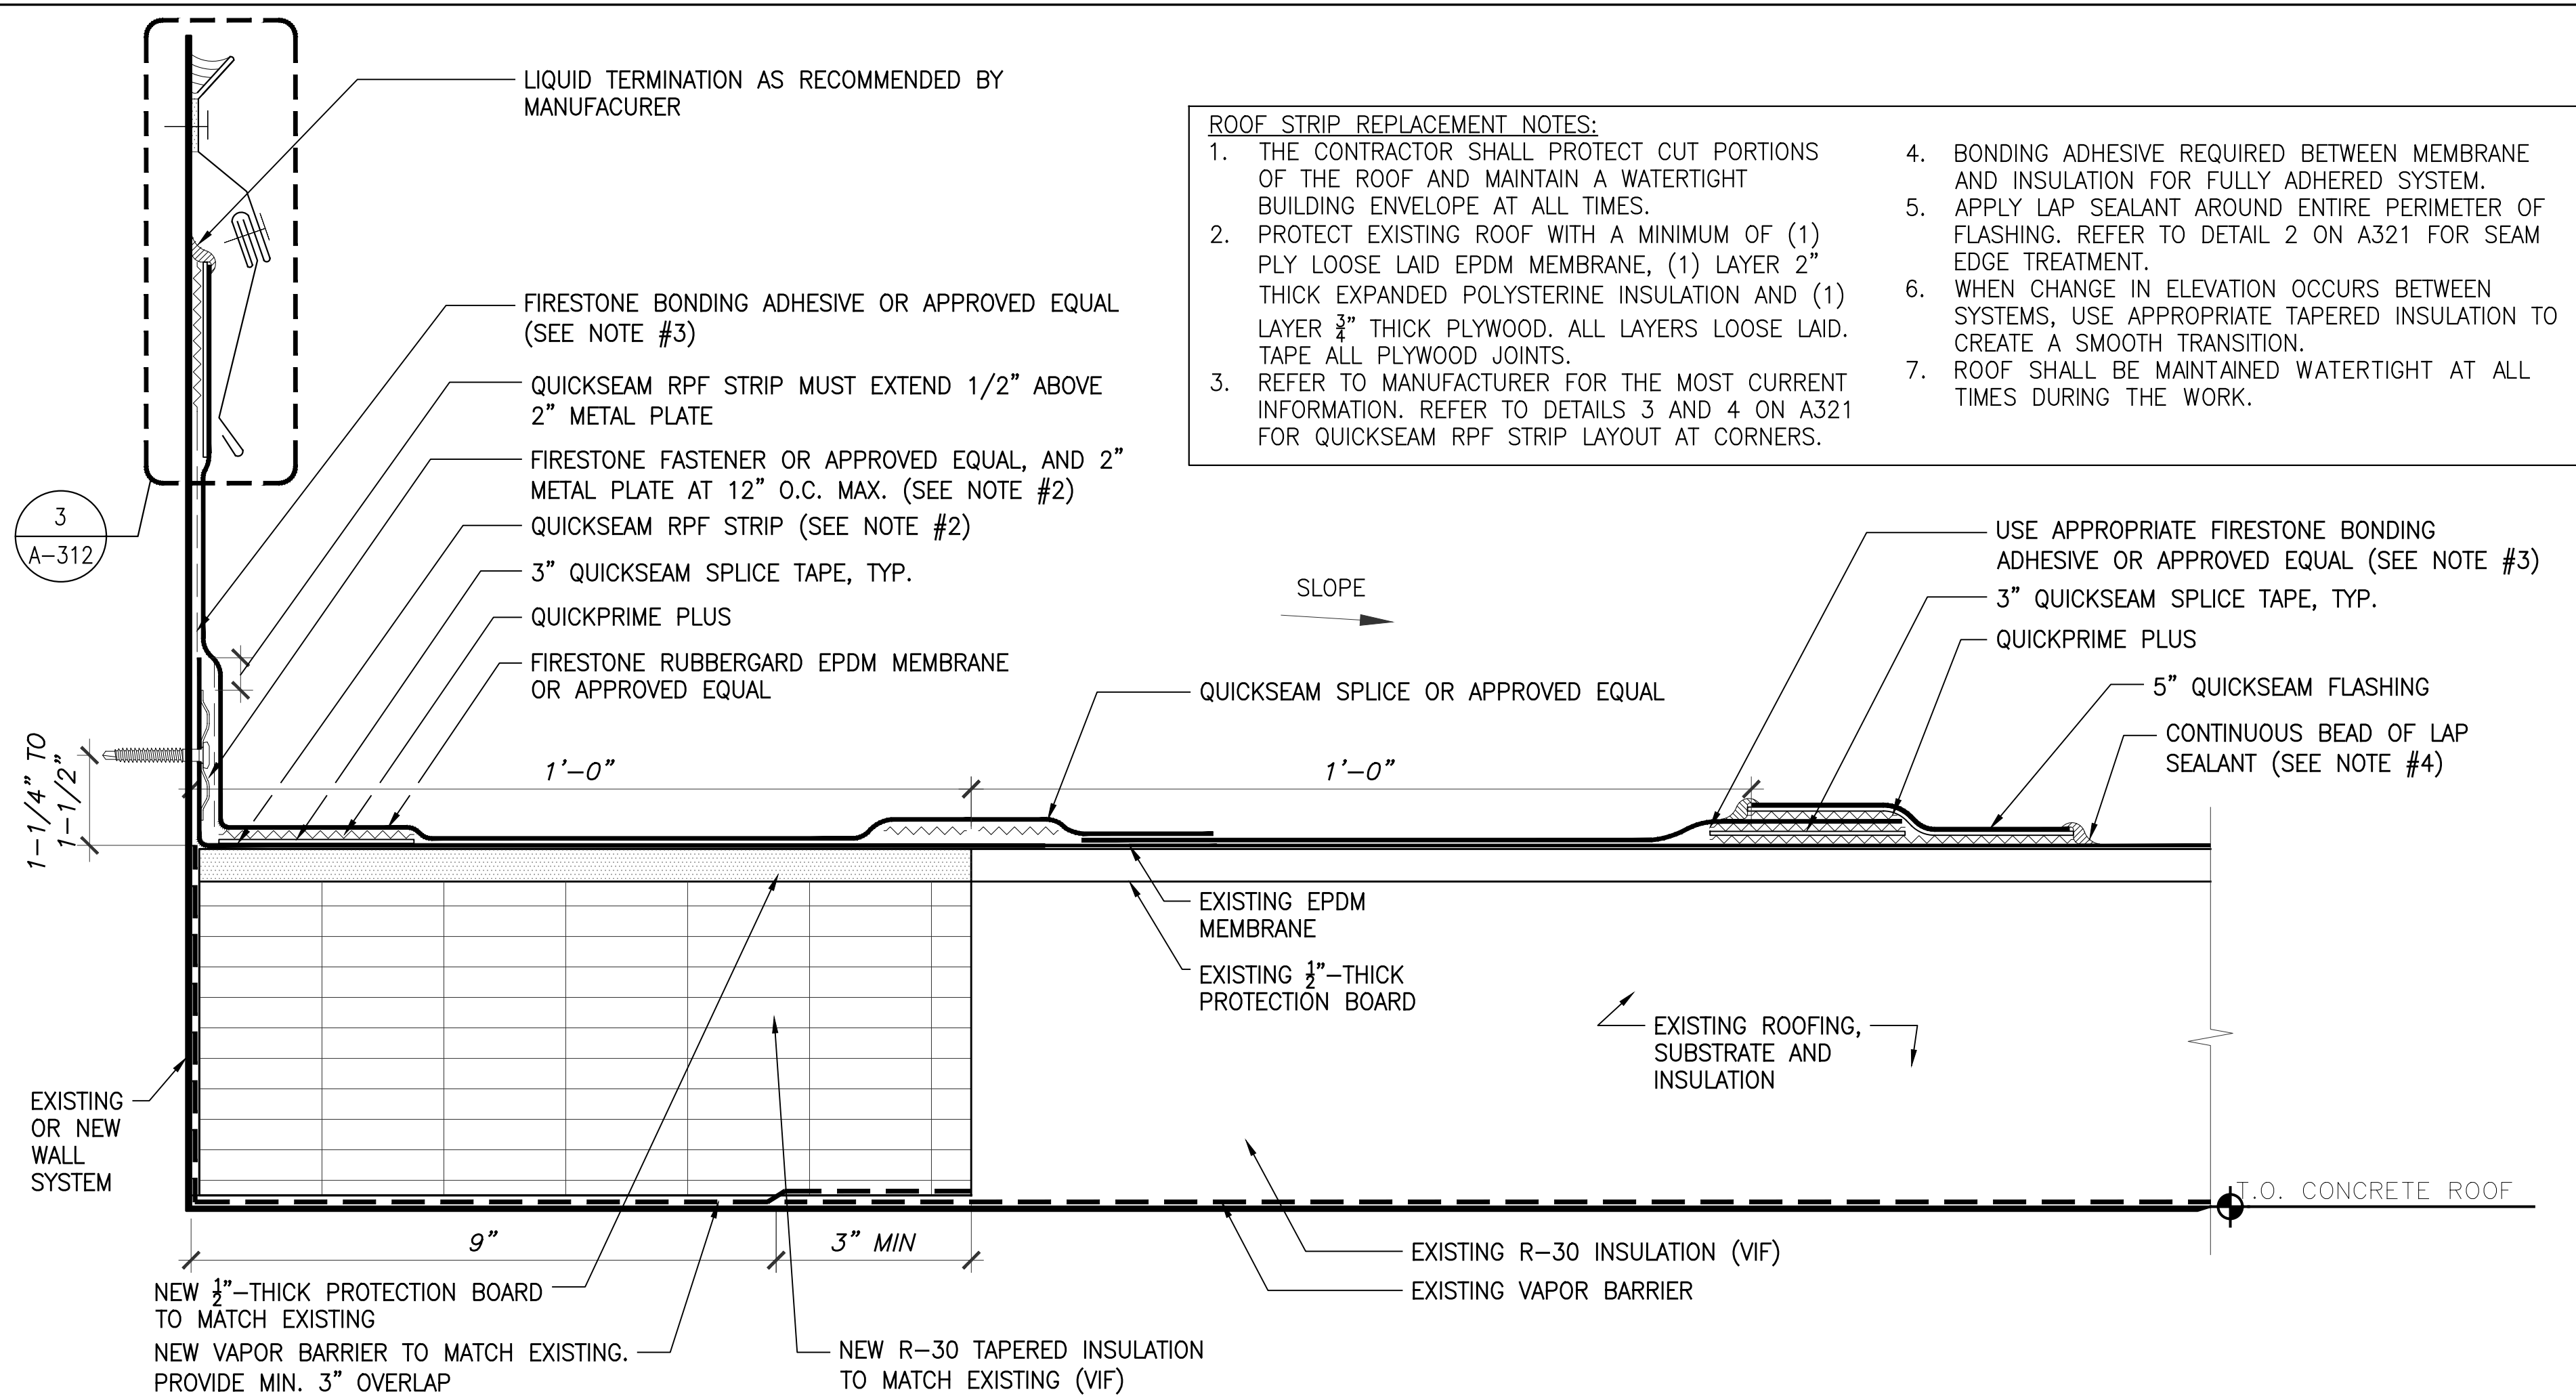 LIQUID TERMINATION AS RECOMMENDED BY
MANUFACURER
ROOF STRIP REPLACEMENT NOTES:
1. THE CONTRACTOR SHALL PROTECT CUT PORTIONS
OF THE ROOF AND MAINTAIN A WATERTIGHT
BUILDING ENVELOPE AT ALL TIMES.
2. PROTECT EXISTING ROOF WITH A MINIMUM OF (1)
PLY LOOSE LAID EPDM MEMBRANE, (1) LAYER 2"
THICK EXPANDED POLYSTERINE INSULATION AND (1)
LAYER 3/4" THICK PLYWOOD. ALL LAYERS LOOSE LAID.
TAPE ALL PLYWOOD JOINTS.
3. REFER TO MANUFACTURER FOR THE MOST CURRENT
INFORMATION. REFER TO DETAILS 3 AND 4 ON A321
FOR QUICKSEAM RPF STRIP LAYOUT AT CORNERS.
4. BONDING ADHESIVE REQUIRED BETWEEN MEMBRANE
AND INSULATION FOR FULLY ADHERED SYSTEM.
5. APPLY LAP SEALANT AROUND ENTIRE PERIMETER OF
FLASHING. REFER TO DETAIL 2 ON A321 FOR SEAM
EDGE TREATMENT.
6. WHEN CHANGE IN ELEVATION OCCURS BETWEEN
SYSTEMS, USE APPROPRIATE TAPERED INSULATION TO
CREATE A SMOOTH TRANSITION.
7. ROOF SHALL BE MAINTAINED WATERTIGHT AT ALL
TIMES DURING THE WORK.
FIRESTONE BONDING ADHESIVE OR APPROVED EQUAL
(SEE NOTE #3)
QUICKSEAM RPF STRIP MUST EXTEND 1/2" ABOVE
2" METAL PLATE
FIRESTONE FASTENER OR APPROVED EQUAL, AND 2"
METAL PLATE AT 12" O.C. MAX. (SEE NOTE #2)
QUICKSEAM RPF STRIP (SEE NOTE #2)
3" QUICKSEAM SPLICE TAPE, TYP.
QUICKPRIME PLUS
FIRESTONE RUBBERGARD EPDM MEMBRANE
OR APPROVED EQUAL
3
A-312
SLOPE
QUICKSEAM SPLICE OR APPROVED EQUAL
USE APPROPRIATE FIRESTONE BONDING
ADHESIVE OR APPROVED EQUAL (SEE NOTE #3)
3" QUICKSEAM SPLICE TAPE, TYP.
QUICKPRIME PLUS
5" QUICKSEAM FLASHING
CONTINUOUS BEAD OF LAP
SEALANT (SEE NOTE #4)
1-1/4" TO
1-1/2"
1'-0"
1'-0"
EXISTING EPDM
MEMBRANE
EXISTING 1/2"-THICK
PROTECTION BOARD
EXISTING ROOFING,
SUBSTRATE AND
INSULATION
EXISTING
OR NEW
WALL
SYSTEM
T.O. CONCRETE ROOF
9"
3" MIN
EXISTING R-30 INSULATION (VIF)
EXISTING VAPOR BARRIER
NEW 1/2"-THICK PROTECTION BOARD
TO MATCH EXISTING
NEW VAPOR BARRIER TO MATCH EXISTING.
PROVIDE MIN. 3" OVERLAP
NEW R-30 TAPERED INSULATION
TO MATCH EXISTING (VIF)